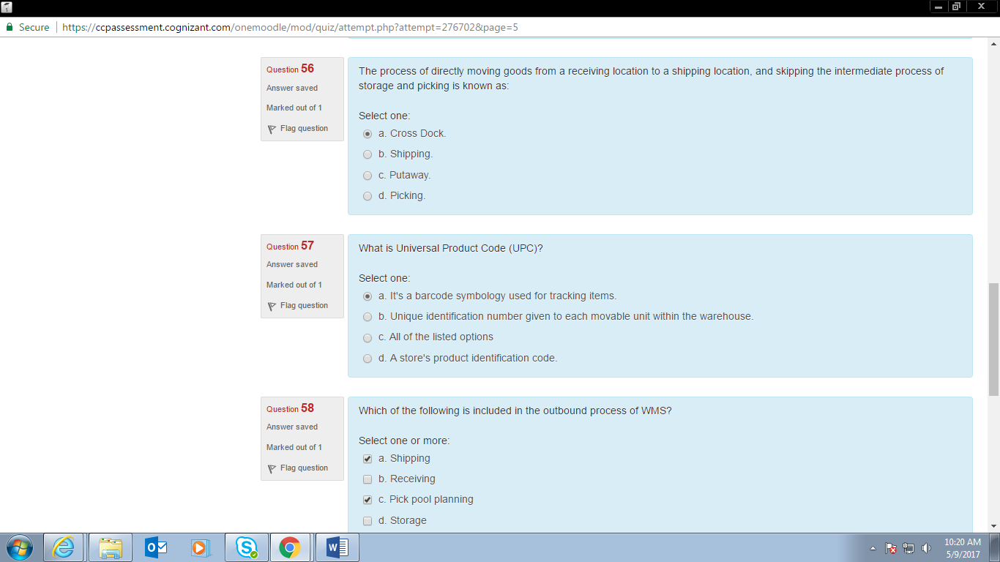 Secure https://ccpassessment.cognizant.com/onemoodle/mod/quiz/attempt.php?attempt=276702&page=5
Question 56
Answer saved
Marked out of 1
Flag question
The process of directly moving goods from a receiving location to a shipping location, and skipping the intermediate process of
storage and picking is known as:
Select one:
a. Cross Dock.
b. Shipping.
c. Putaway.
d. Picking.
Question 57
Answer saved
Marked out of 1
Flag question
What is Universal Product Code (UPC)?
Select one:
a. It's a barcode symbology used for tracking items.
b. Unique identification number given to each movable unit within the warehouse.
c. All of the listed options
d. A store's product identification code.
Question 58
Answer saved
Marked out of 1
Flag question
Which of the following is included in the outbound process of WMS?
Select one or more:
a. Shipping
b. Receiving
c. Pick pool planning
d. Storage
10:20 AM
5/9/2017